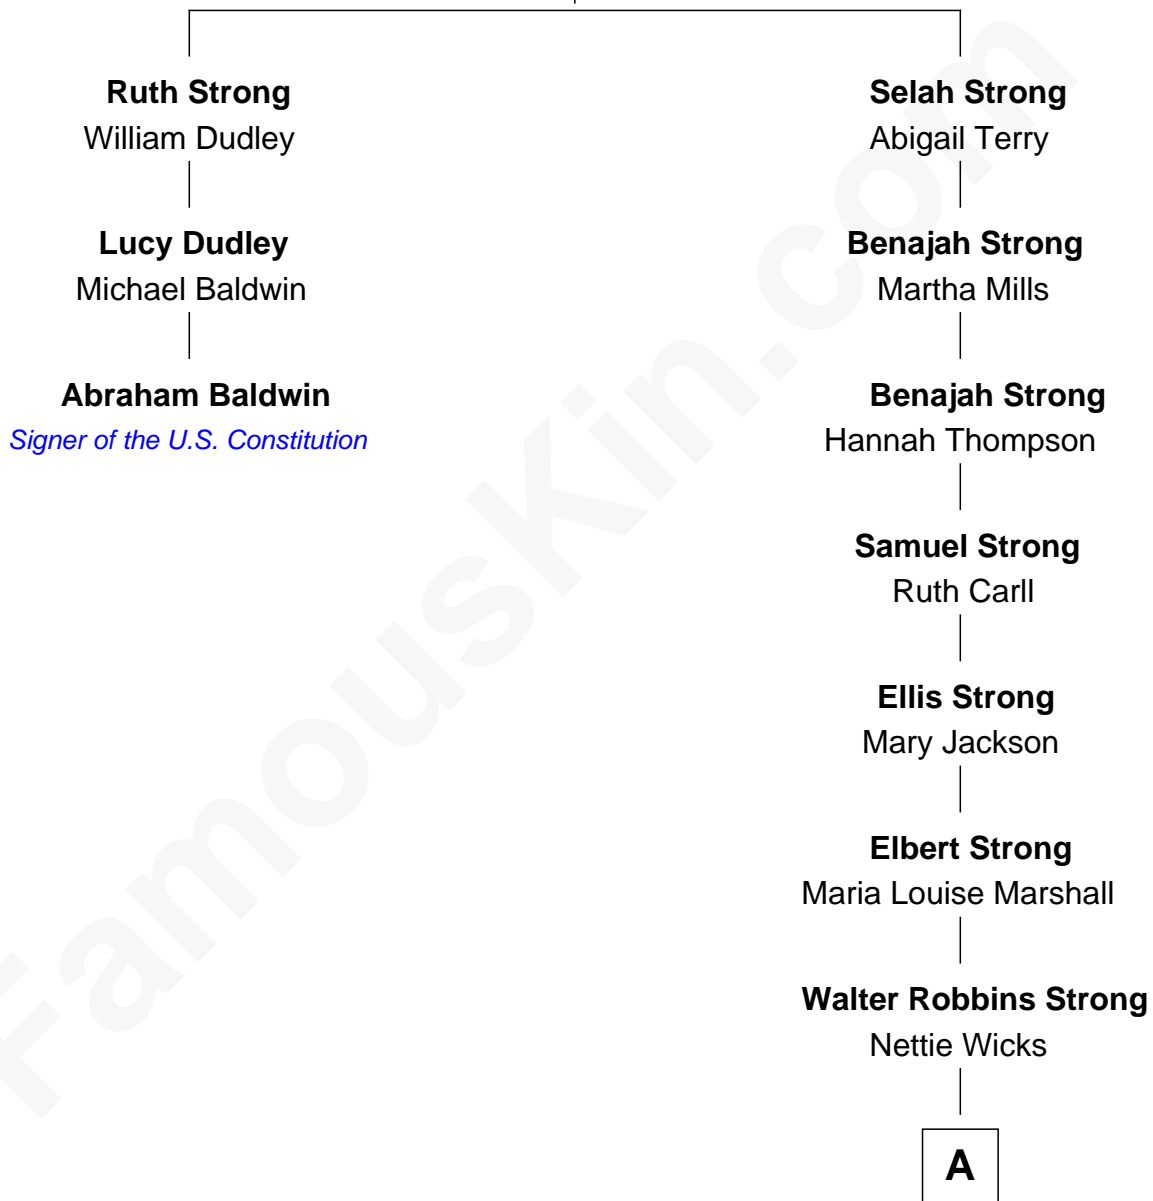 Ruth Strong
William Dudley
Lucy Dudley
Michael Baldwin
Abraham Baldwin
Signer of the U.S. Constitution
Selah Strong
Abigail Terry
Benajah Strong
Martha Mills
Benajah Strong
Hannah Thompson
Samuel Strong
Ruth Carll
Ellis Strong
Mary Jackson
Elbert Strong
Maria Louise Marshall
Walter Robbins Strong
Nettie Wicks
A
FamousKin.com